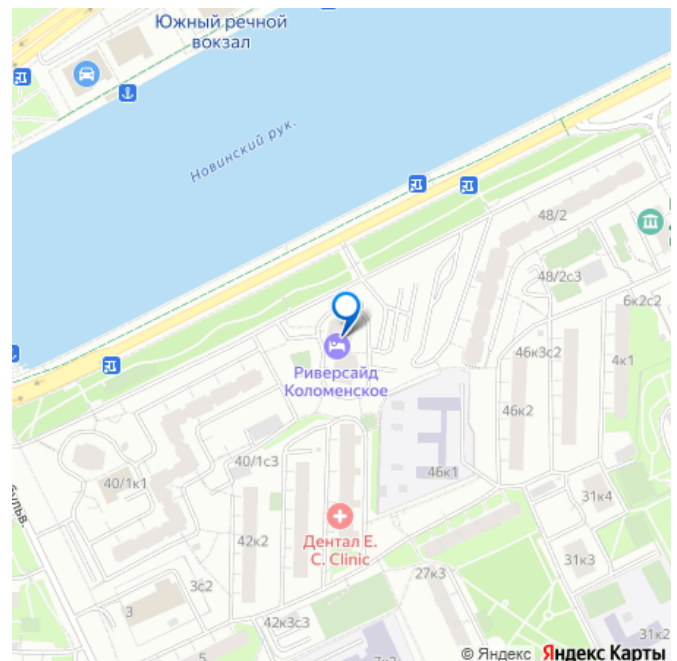 Южный речной
вокзал
Новинский рук.
48/2
48/2с3
6к2с2
46к3с2
4к1
Риверсайд
Коломенское
46к2
40/1с3
46к1
40/1к1
31к4
Дентал Е.
С. Clinic
42к2
31к3
27к3
3с2
3
42к3с3
31к2
5
бульв.
© Яндекс Яндекс Карты